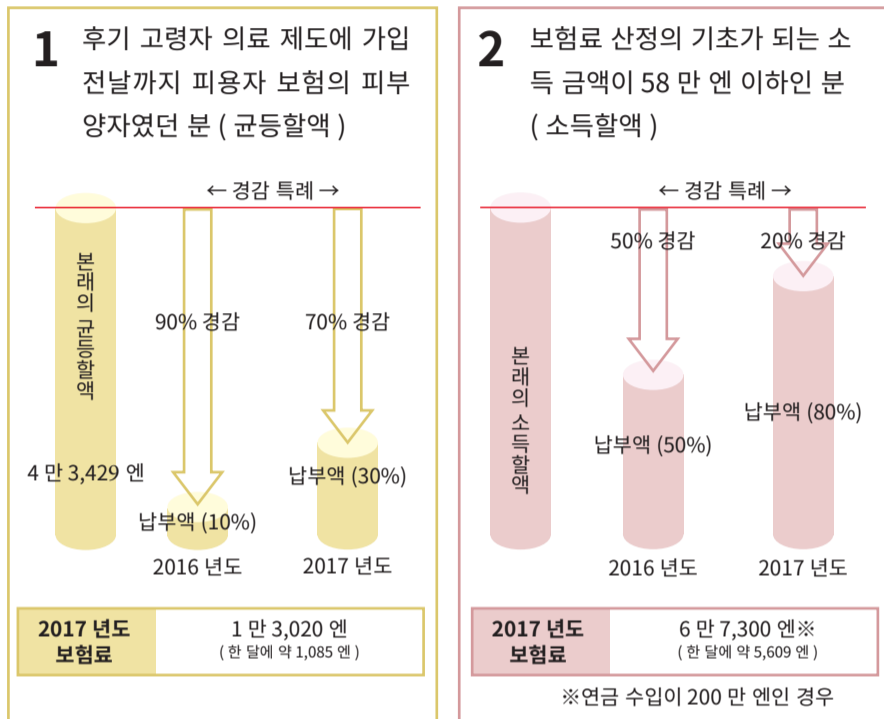 1
후기 고령자 의료 제도에 가입
전날까지 피용자 보험의 피부
양자였던 분 ( 균등할액 )
← 경감 특례 →
본래의 균등할액
90% 경감
70% 경감
4 만 3,429 엔
납부액 (30%)
납부액 (10%)
2016 년도
2017 년도
2017 년도
보험료
1 만 3,020 엔
( 한 달에 약 1,085 엔 )
2
보험료 산정의 기초가 되는 소
득 금액이 58 만 엔 이하인 분
( 소득할액 )
← 경감 특례 →
50% 경감
20% 경감
본래의 소득할액
납부액 (80%)
납부액 (50%)
2016 년도
2017 년도
2017 년도
보험료
6 만 7,300 엔※
( 한 달에 약 5,609 엔 )
※연금 수입이 200 만 엔인 경우